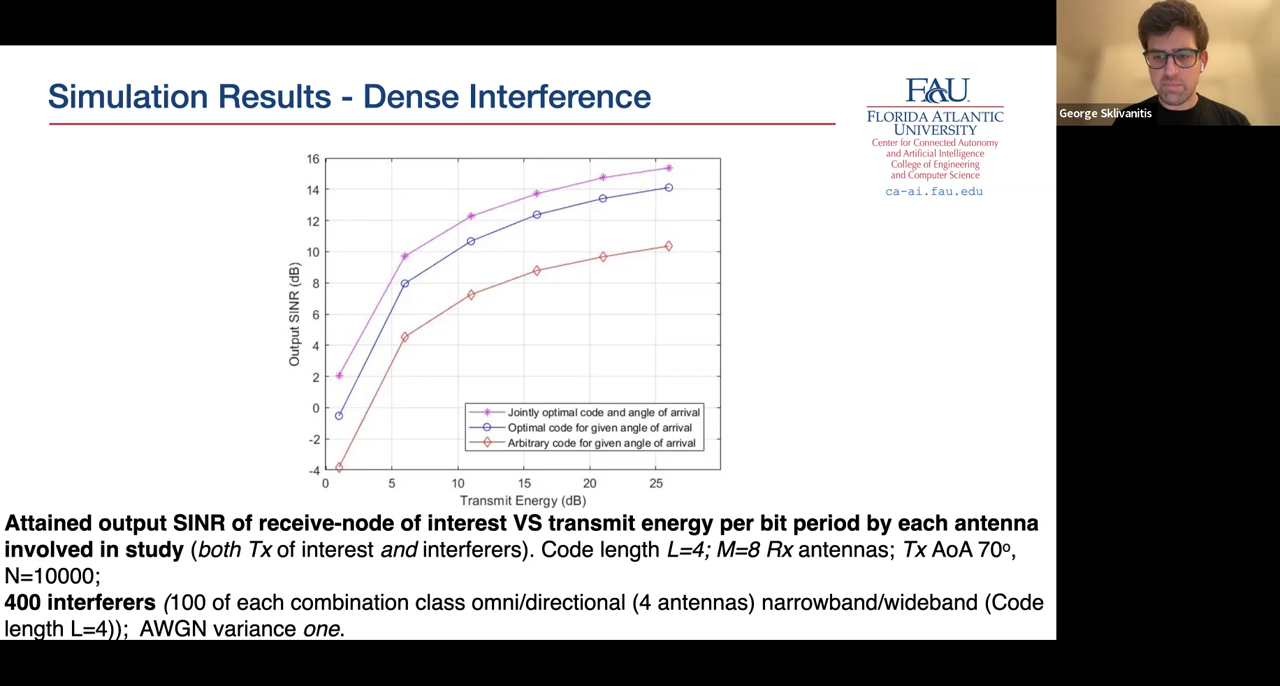 Simulation Results - Dense Interference
FAU
FLORIDA ATLANTIC
UNIVERSITY
Center for Connected Autonomy
and Artificial Intelligence
College of Engineering
and Computer Science
ca-ai.fau.edu
George Sklivanitis
16
14
12
10
8
6
4
2
0
-2
-4
Output SINR (dB)
0
5
10
15
20
25
Transmit Energy (dB)
Jointly optimal code and angle of arrival
Optimal code for given angle of arrival
Arbitrary code for given angle of arrival
Attained output SINR of receive-node of interest VS transmit energy per bit period by each antenna
involved in study (both Tx of interest and interferers). Code length L=4; M=8 Rx antennas; Tx AoA 70º,
N=10000;
400 interferers (100 of each combination class omni/directional (4 antennas) narrowband/wideband (Code
length L=4)); AWGN variance one.